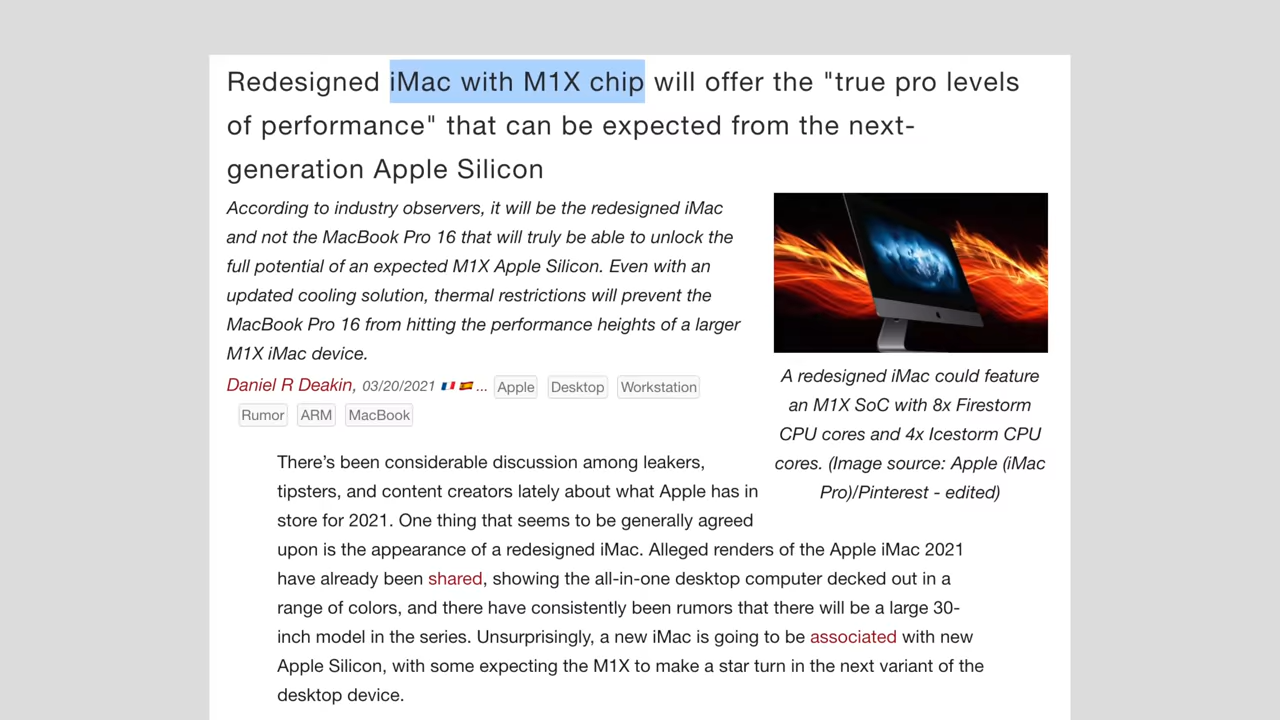 Redesigned iMac with M1X chip will offer the "true pro levels
of performance" that can be expected from the next-
generation Apple Silicon
According to industry observers, it will be the redesigned iMac
and not the MacBook Pro 16 that will truly be able to unlock the
full potential of an expected M1X Apple Silicon. Even with an
updated cooling solution, thermal restrictions will prevent the
MacBook Pro 16 from hitting the performance heights of a larger
M1X iMac device.
Daniel R Deakin, 03/20/2021 🇫🇷 🇪🇸 ... Apple Desktop Workstation
Rumor ARM MacBook
A redesigned iMac could feature
an M1X SoC with 8x Firestorm
CPU cores and 4x Icestorm CPU
cores. (Image source: Apple (iMac
Pro)/Pinterest - edited)
There’s been considerable discussion among leakers,
tipsters, and content creators lately about what Apple has in
store for 2021. One thing that seems to be generally agreed
upon is the appearance of a redesigned iMac. Alleged renders of the Apple iMac 2021
have already been shared, showing the all-in-one desktop computer decked out in a
range of colors, and there have consistently been rumors that there will be a large 30-
inch model in the series. Unsurprisingly, a new iMac is going to be associated with new
Apple Silicon, with some expecting the M1X to make a star turn in the next variant of the
desktop device.